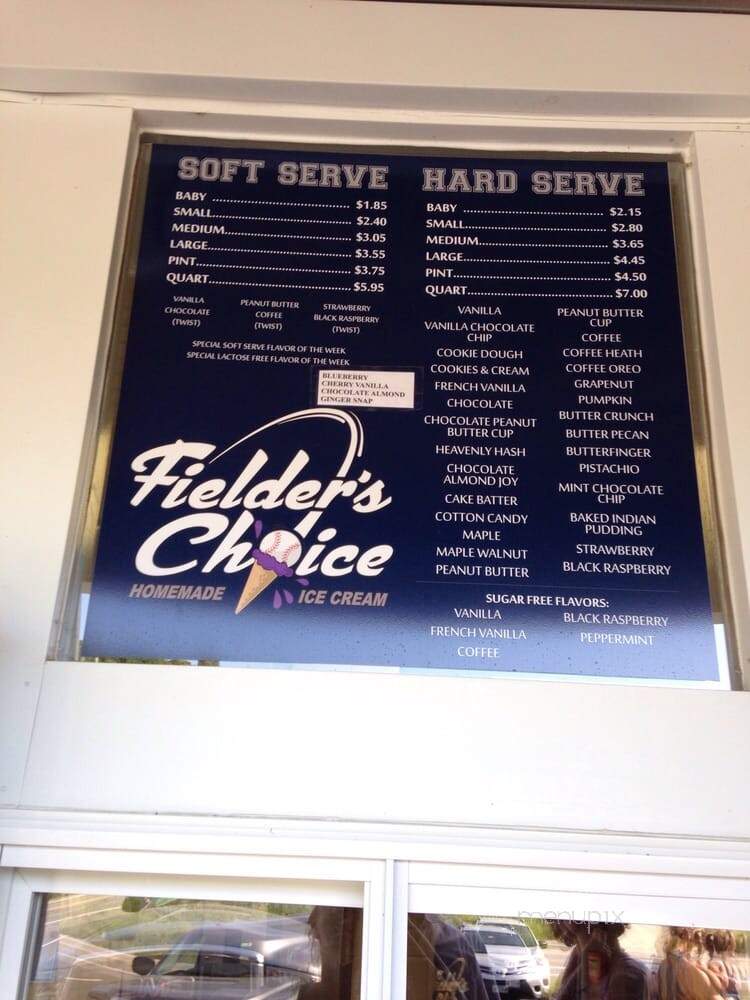 SOFT SERVE
BABY ........ $1.85
SMALL........ $2.40
MEDIUM........ $3.05
LARGE........ $3.55
PINT........ $3.75
QUART........ $5.95
VANILLA
CHOCOLATE
(TWIST)
PEANUT BUTTER
COFFEE
(TWIST)
STRAWBERRY
BLACK RASPBERRY
(TWIST)
SPECIAL SOFT SERVE FLAVOR OF THE WEEK
SPECIAL LACTOSE FREE FLAVOR OF THE WEEK
BLUEBERRY
CHERRY VANILLA
CHOCOLATE ALMOND
GINGER SNAP
Fielder's
Choice
HOMEMADE ICE CREAM
HARD SERVE
BABY ........ $2.15
SMALL........ $2.80
MEDIUM........ $3.65
LARGE........ $4.45
PINT........ $4.50
QUART........ $7.00
VANILLA
VANILLA CHOCOLATE
CHIP
COOKIE DOUGH
COOKIES & CREAM
FRENCH VANILLA
CHOCOLATE
CHOCOLATE PEANUT
BUTTER CUP
HEAVENLY HASH
CHOCOLATE
ALMOND JOY
CAKE BATTER
COTTON CANDY
MAPLE
MAPLE WALNUT
PEANUT BUTTER
PEANUT BUTTER
CUP
COFFEE
COFFEE HEATH
COFFEE OREO
GRAPENUT
PUMPKIN
BUTTER CRUNCH
BUTTER PECAN
BUTTERFINGER
PISTACHIO
MINT CHOCOLATE
CHIP
BAKED INDIAN
PUDDING
STRAWBERRY
BLACK RASPBERRY
SUGAR FREE FLAVORS:
VANILLA
FRENCH VANILLA
COFFEE
BLACK RASPBERRY
PEPPERMINT
menupix